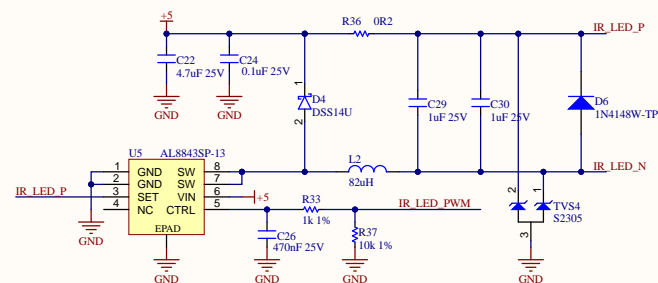 +5
R36 0R2
IR_LED_P
C22
4.7uF 25V
C24
0.1uF 25V
GND
GND
1
D4
DSS14U
2
C29
1uF 25V
C30
1uF 25V
D6
1N4148W-TP
U5 AL8843SP-13
1 GND SW 8
2 GND SW 7
3 SET VIN 6
4 NC CTRL 5
EPAD
IR_LED_P
GND
GND
L2
82uH
IR_LED_N
+5
R33
1k 1%
IR_LED_PWM
C26
470nF 25V
GND
R37
10k 1%
GND
2
1
3
TVS4
S2305
GND